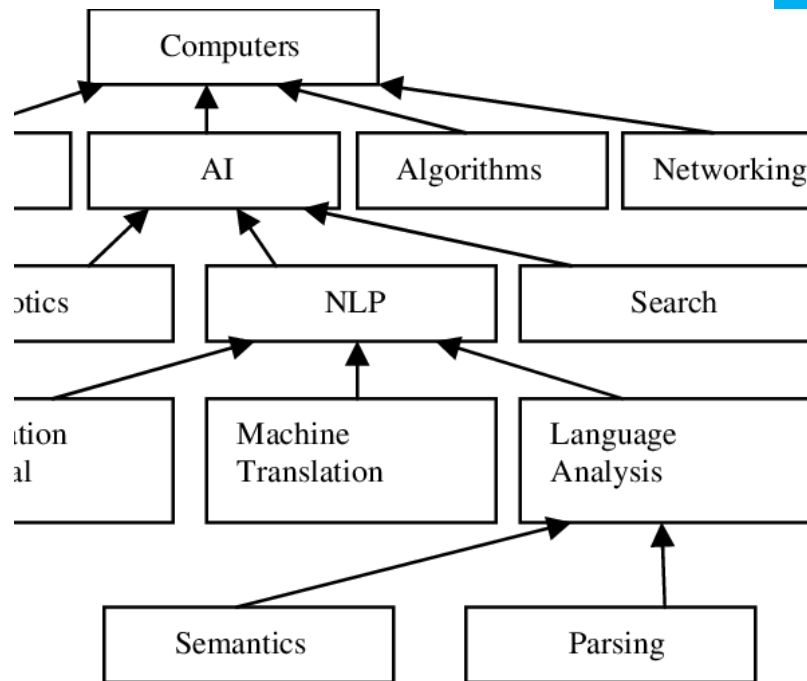 Computers
AI
Algorithms
Networking
NLP
Search
Machine
Translation
Language
Analysis
Semantics
Parsing